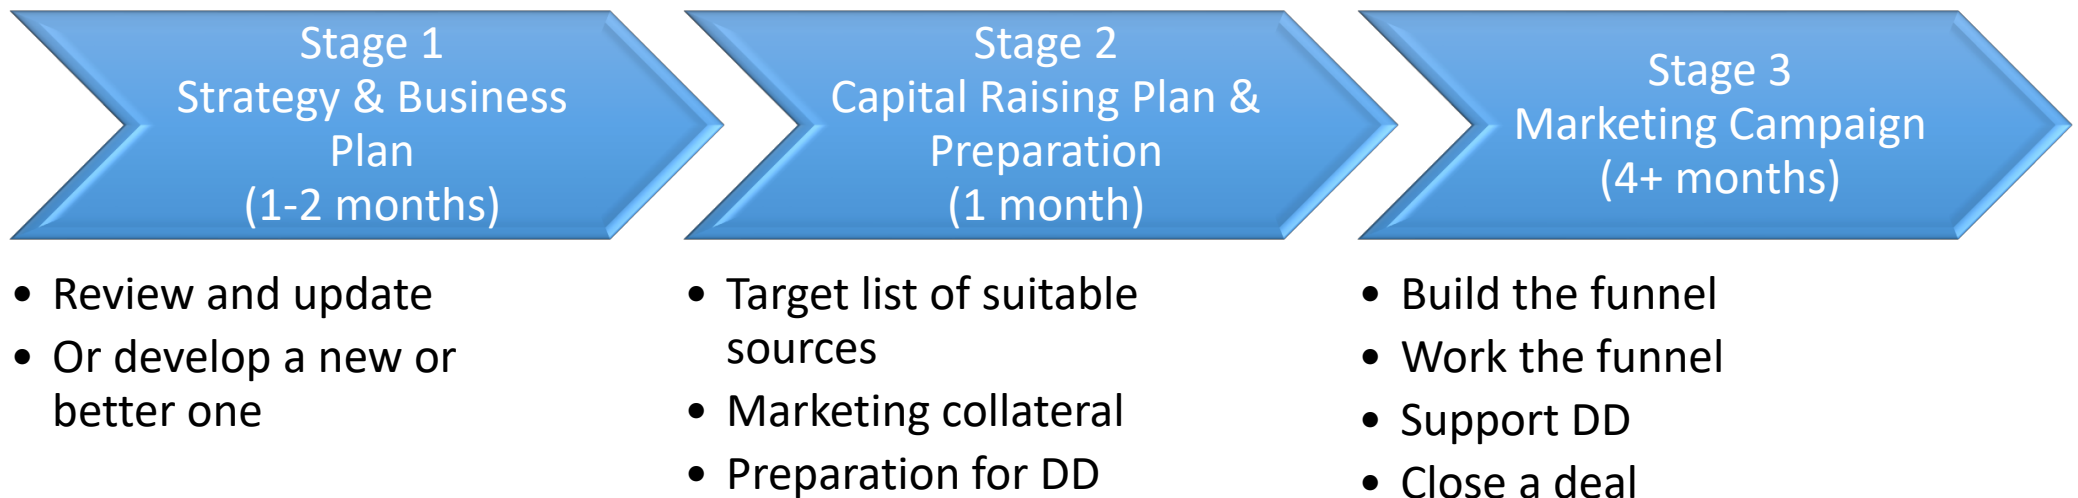 Stage 1
Strategy & Business
Plan
(1-2 months)
• Review and update
• Or develop a new or
better one
Stage 2
Capital Raising Plan &
Preparation
(1 month)
• Target list of suitable
sources
• Marketing collateral
• Preparation for DD
Stage 3
Marketing Campaign
(4+ months)
• Build the funnel
• Work the funnel
• Support DD
• Close a deal